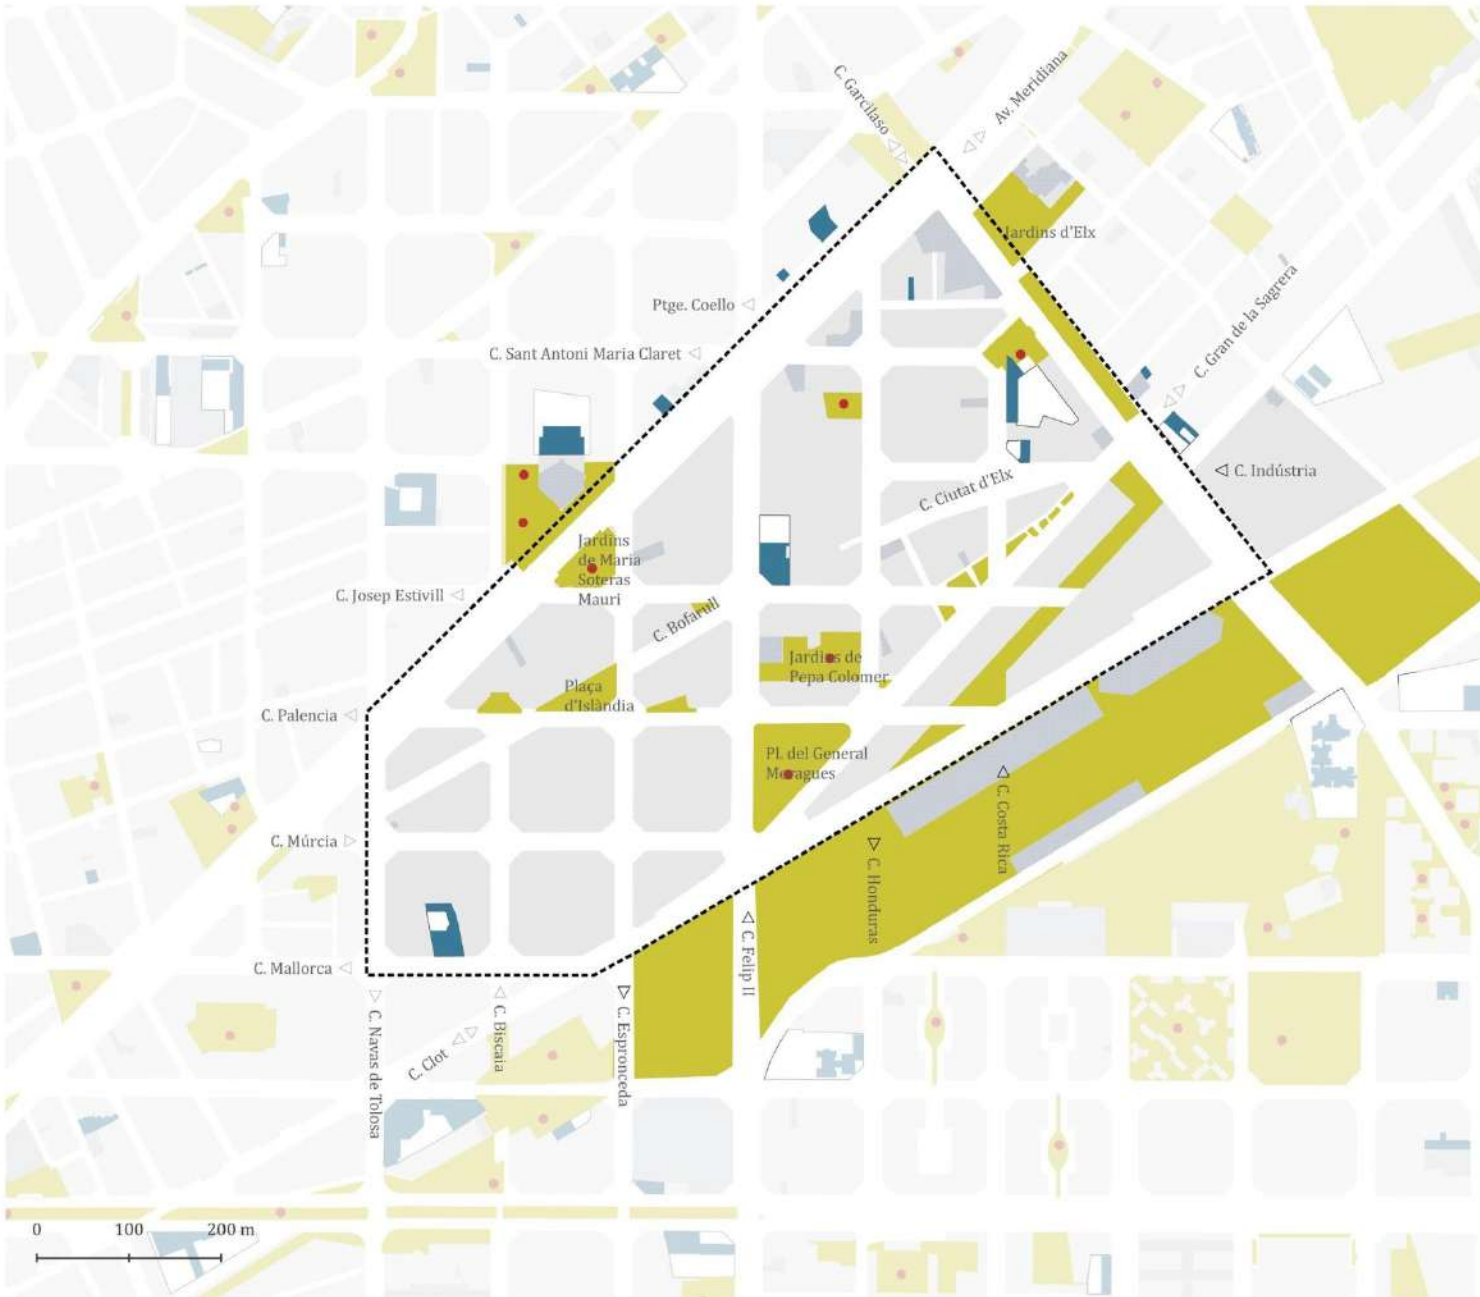 C. Garcilaso
Av. Meridiana
Jardins d'Elx
Ptge. Coello
C. Gran de la Sagrera
C. Sant Antoni Maria Claret
C. Indústria
C. Ciutat d'Elx
Jardins
de Maria
Soteras
Mauri
C. Josep Estivill
C. Bofarull
Jardins de
Pepa Colomer
Plaça
d'Islàndia
C. Palencia
Pl. del General
Moragues
C. Costa Rica
C. Múrcia
C. Honduras
C. Felip II
C. Mallorca
C. Navas de Tolosa
C. Clot
C. Biscaia
C. Espronceda
0 100 200 m